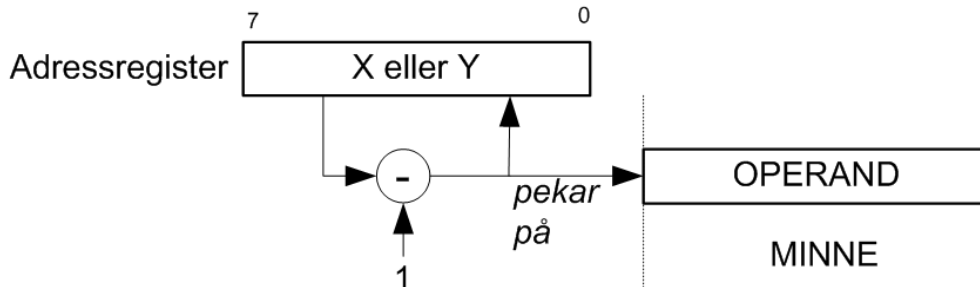 7 0
Adressregister X eller Y
- OPERAND
pekar
på
MINNE
1